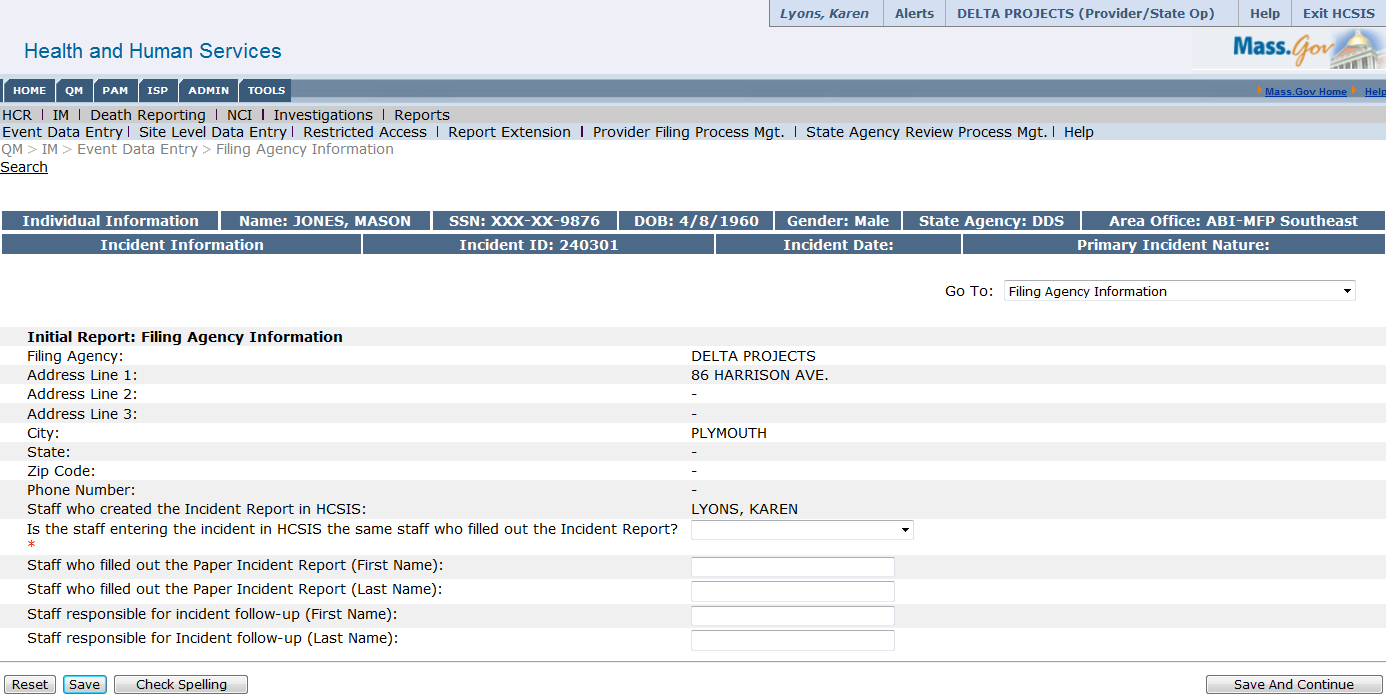 Lyons, Karen Alerts DELTA PROJECTS (Provider/State Op) Help Exit HCSIS
Health and Human Services
Mass.Gov
HOME QM PAM ISP ADMIN TOOLS
Mass.Gov Home Help
HCR | IM | Death Reporting | NCI | Investigations | Reports
Event Data Entry | Site Level Data Entry | Restricted Access | Report Extension | Provider Filing Process Mgt. | State Agency Review Process Mgt. | Help
QM > IM > Event Data Entry > Filing Agency Information
Search
Individual Information Name: JONES, MASON SSN: XXX-XX-9876 DOB: 4/8/1960 Gender: Male State Agency: DDS Area Office: ABI-MFP Southeast
Incident Information Incident ID: 240301 Incident Date: Primary Incident Nature:
Go To: Filing Agency Information
Initial Report: Filing Agency Information
Filing Agency: DELTA PROJECTS
Address Line 1: 86 HARRISON AVE.
Address Line 2: -
Address Line 3: -
City: PLYMOUTH
State: -
Zip Code: -
Phone Number: -
Staff who created the Incident Report in HCSIS: LYONS, KAREN
Is the staff entering the incident in HCSIS the same staff who filled out the Incident Report?
*
Staff who filled out the Paper Incident Report (First Name):
Staff who filled out the Paper Incident Report (Last Name):
Staff responsible for incident follow-up (First Name):
Staff responsible for Incident follow-up (Last Name):
Reset Save Check Spelling Save And Continue